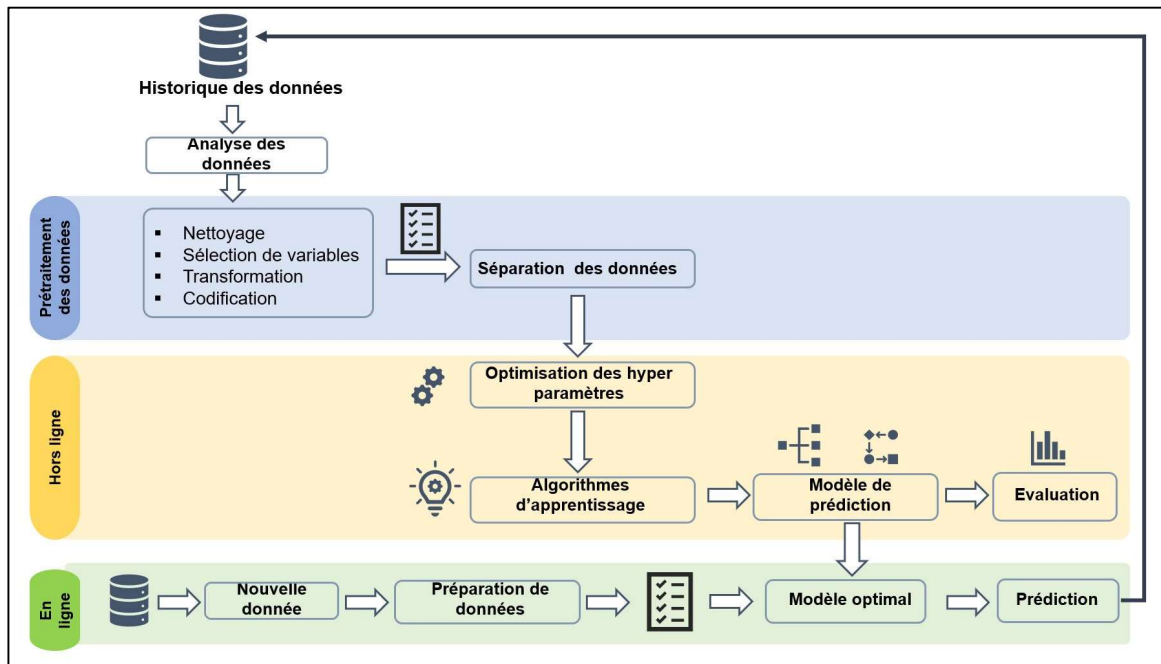 Historique des données
Analyse des
données
Prétraitement
des données
Nettoyage
Sélection de variables
Transformation
Codification
Séparation des données
Hors ligne
Optimisation des hyper
paramètres
Algorithmes
d’apprentissage
Modèle de
prédiction
Evaluation
En
ligne
Nouvelle
donnée
Préparation de
données
Modèle optimal
Prédiction